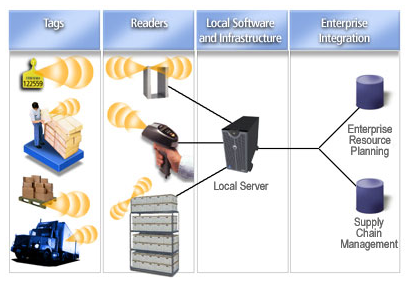 Tags
Readers
Local Software
and Infrastructure
Enterprise
Integration
122559
Local Server
Enterprise
Resource
Planning
Supply
Chain
Management